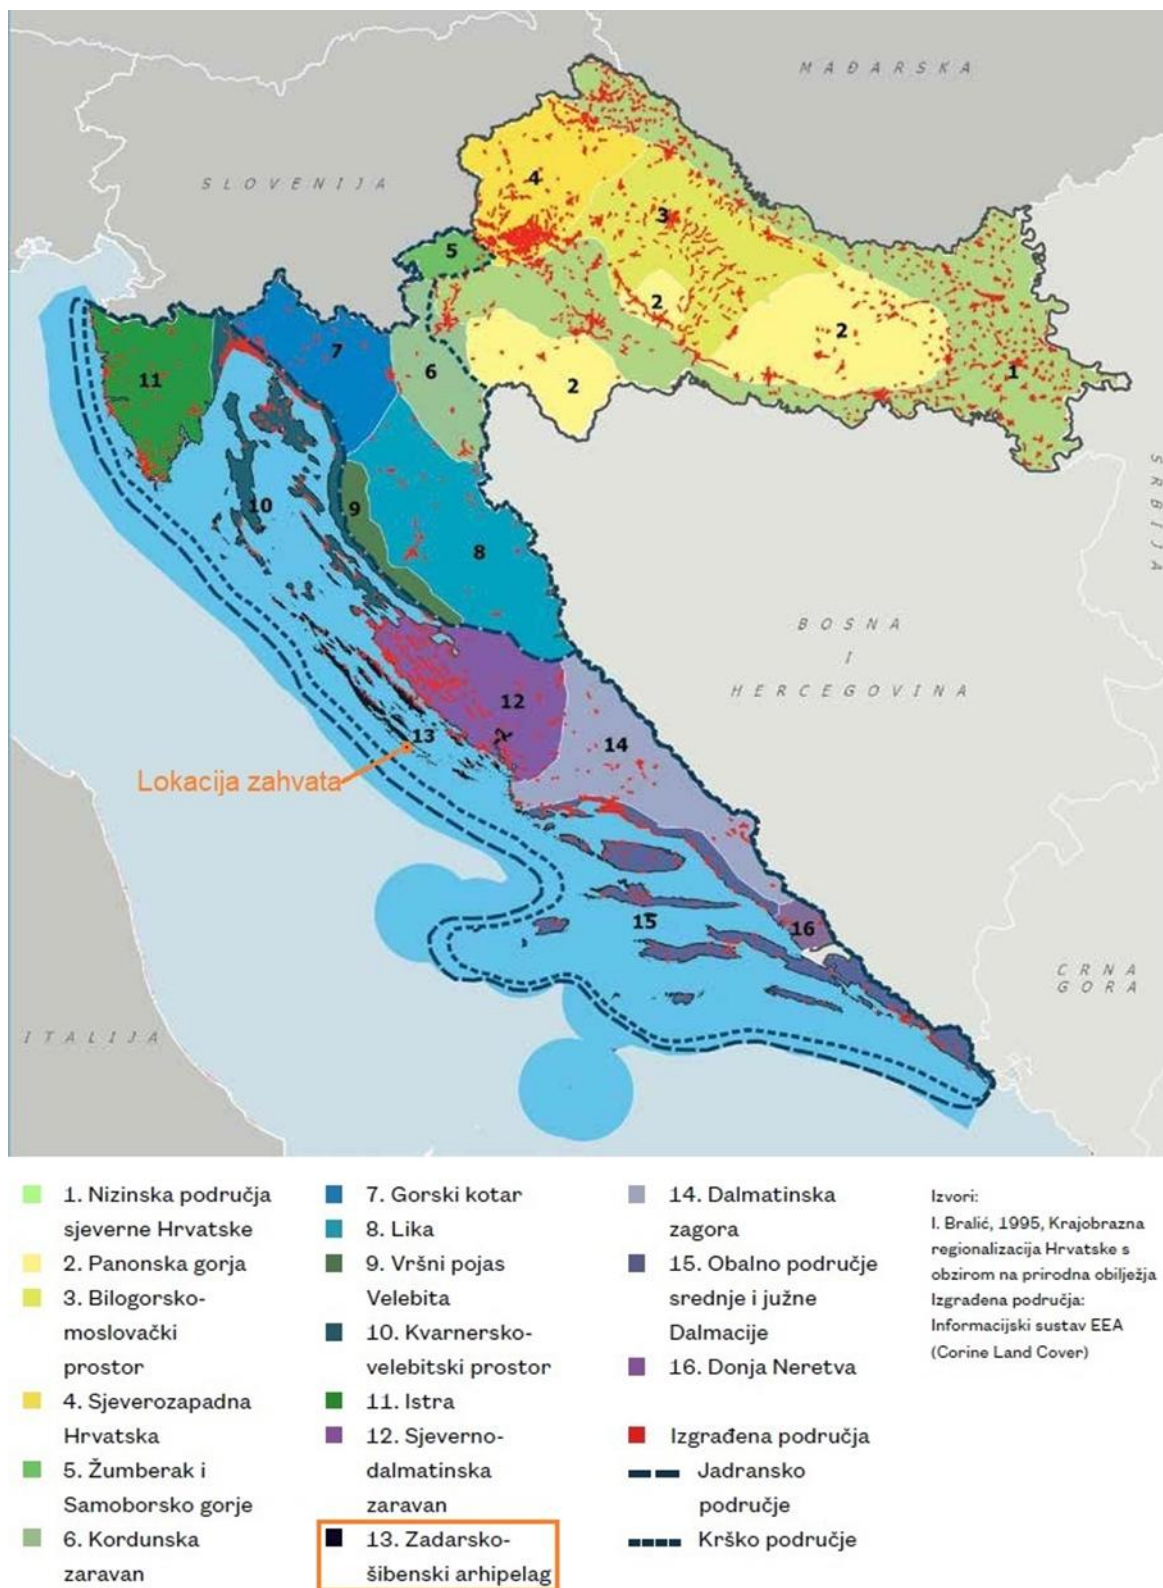 MAĐARSKA
SLOVENIJA
4
3
5
2
2
7
6
2
1
11
SRBIJA
10
9
8
BOSNA
I
HERCEGOVINA
12
13
14
Lokacija zahvata
15
16
CRNA
GORA
ITALIJA
1. Nizinska područja
sjeverne Hrvatske
2. Panonska gorja
3. Bilogorsko-
moslovački
prostor
4. Sjeverozapadna
Hrvatska
5. Žumberak i
Samoborsko gorje
6. Kordunska
zaravan
7. Gorski kotar
8. Lika
9. Vršni pojas
Velebita
10. Kvarnersko-
velebitski prostor
11. Istra
12. Sjeverno-
dalmatinska
zaravan
13. Zadarsko-
šibenski arhipelag
14. Dalmatinska
zagora
15. Obalno područje
srednje i južne
Dalmacije
16. Donja Neretva
Izgrađena područja
Jadransko
područje
Krško područje
Izvori:
I. Bralić, 1995, Krajobrazna
regionalizacija Hrvatske s
obzirom na prirodna obilježja
Izgrađena područja:
Informacijski sustav EEA
(Corine Land Cover)